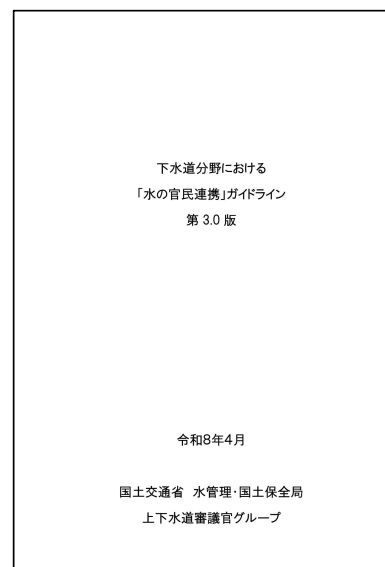 下水道分野における
「水の官民連携」ガイドライン
第 3.0 版
令和8年4月
国土交通省 水管理・国土保全局
上下水道審議官グループ